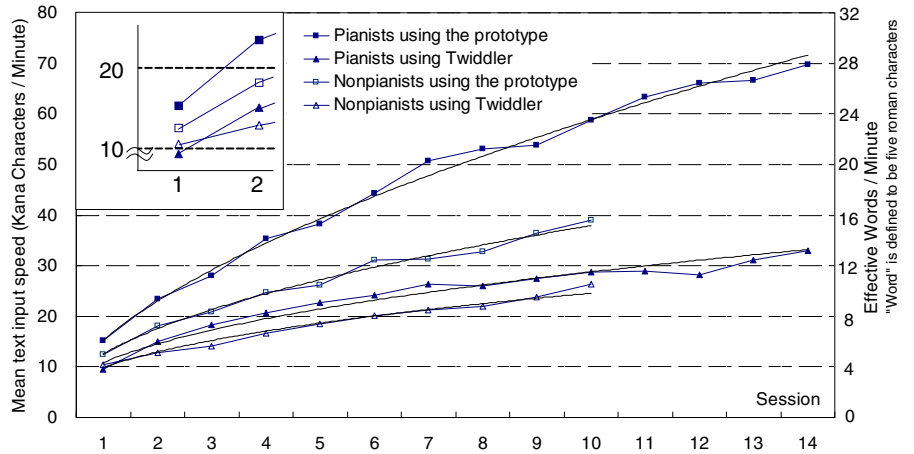 Mean text input speed (Kana Characters / Minute)
80
70
60
50
40
30
20
10
0
20
10
1 2
Pianists using the prototype
Pianists using Twiddler
Nonpianists using the prototype
Nonpianists using Twiddler
32
28
24
20
16
12
8
4
0
Effective Words / Minute
"Word" is defined to be five roman characters
Session
1 2 3 4 5 6 7 8 9 10 11 12 13 14